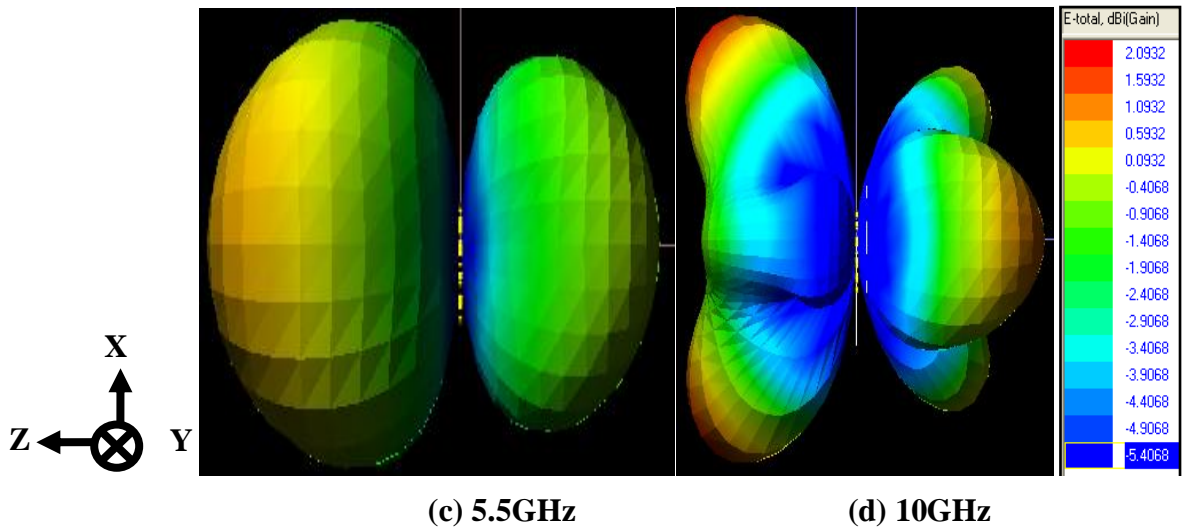 E-total, dBi(Gain)
2.0932
1.5932
1.0932
0.5932
0.0932
-0.4068
-0.9068
-1.4068
-1.9068
-2.4068
-2.9068
-3.4068
-3.9068
-4.4068
-4.9068
-5.4068
X
Z
Y
(c) 5.5GHz
(d) 10GHz